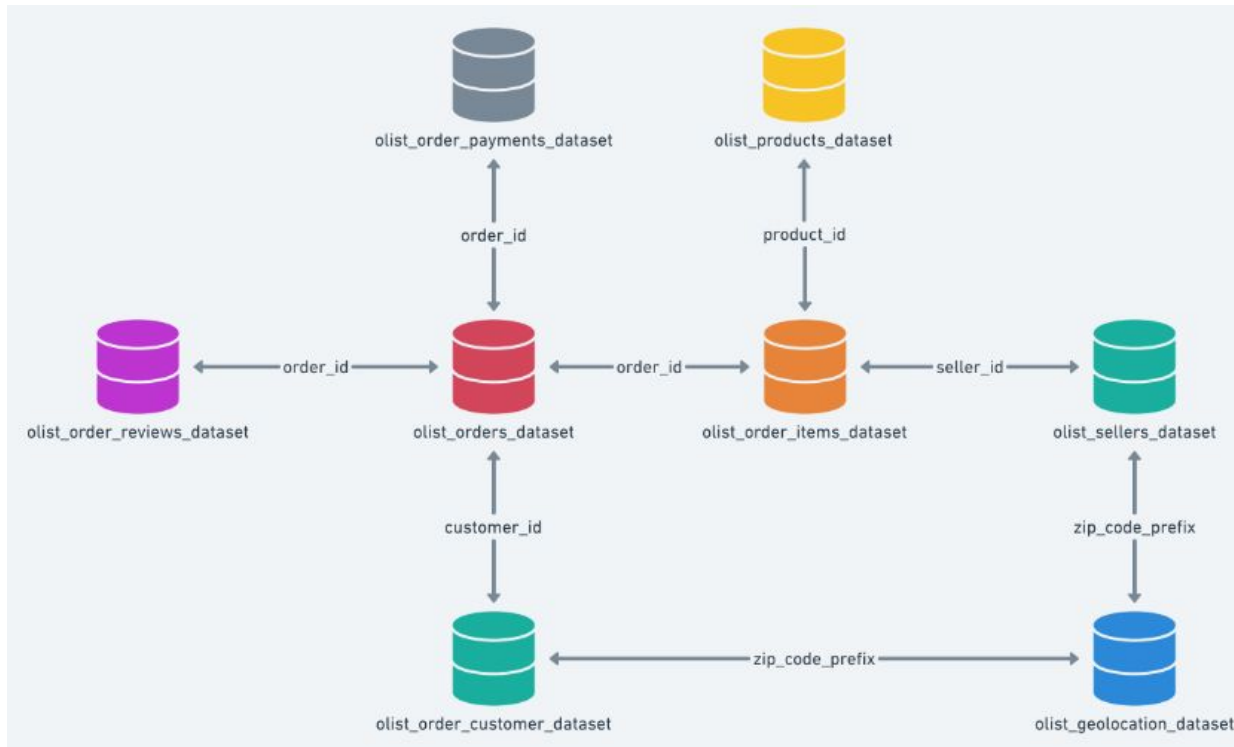 olist_order_payments_dataset
olist_products_dataset
order_id
product_id
order_id
order_id
seller_id
olist_order_reviews_dataset
olist_orders_dataset
olist_order_items_dataset
olist_sellers_dataset
customer_id
zip_code_prefix
zip_code_prefix
olist_order_customer_dataset
olist_geolocation_dataset